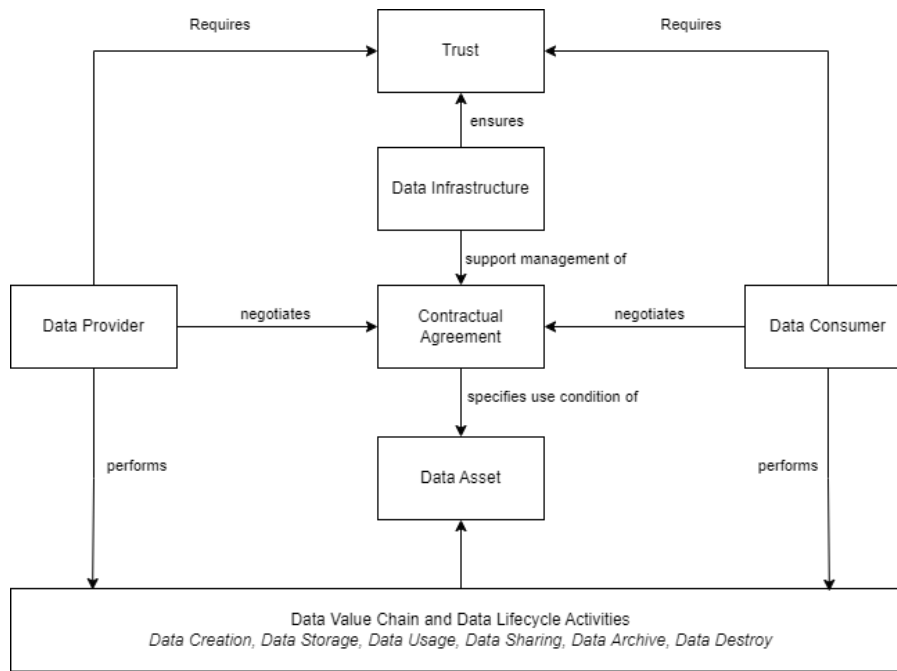 Requires
Requires
Trust
ensures
Data Infrastructure
support management of
Data Provider
negotiates
Contractual
Agreement
negotiates
Data Consumer
specifies use condition of
performs
Data Asset
performs
Data Value Chain and Data Lifecycle Activities
Data Creation, Data Storage, Data Usage, Data Sharing, Data Archive, Data Destroy